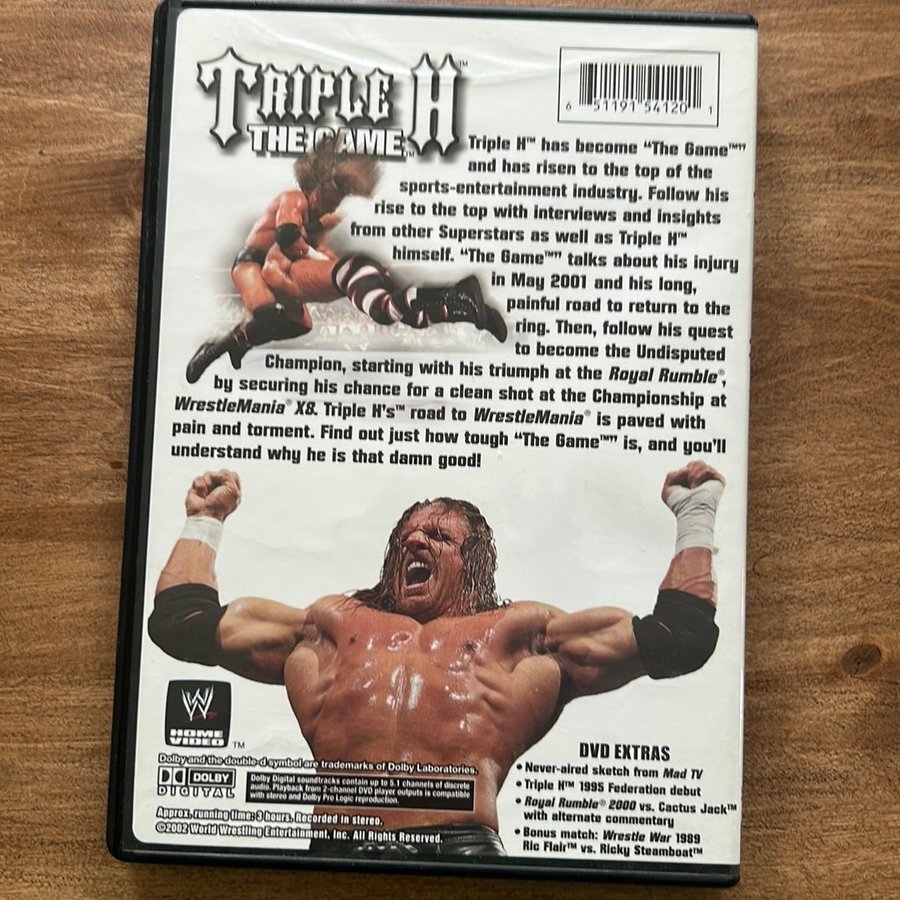 TRIPLE H™
THE GAME™
6 51191 54120 1
Triple H™ has become "The Game™"
and has risen to the top of the
sports-entertainment industry. Follow his
rise to the top with interviews and insights
from other Superstars as well as Triple H™
himself. "The Game™" talks about his injury
in May 2001 and his long,
painful road to return to the
ring. Then, follow his quest
to become the Undisputed
Champion, starting with his triumph at the Royal Rumble®,
by securing his chance for a clean shot at the Championship at
WrestleMania® X8. Triple H's™ road to WrestleMania® is paved with
pain and torment. Find out just how tough "The Game™" is, and you'll
understand why he is that damn good!
W
HOME
VIDEO™
Dolby and the double-d symbol are trademarks of Dolby Laboratories.
DOLBY
DIGITAL
Dolby Digital soundtracks contain up to 5.1 channels of discrete
audio. Playback from 2-channel DVD player outputs is compatible
with stereo and Dolby Pro Logic reproduction.
Approx. running time: 3 hours. Recorded in stereo.
©2002 World Wrestling Entertainment, Inc. All Rights Reserved.
DVD EXTRAS
• Never-aired sketch from Mad TV
• Triple H™ 1995 Federation debut
• Royal Rumble® 2000 vs. Cactus Jack™
with alternate commentary
• Bonus match: Wrestle War 1989
Ric Flair™ vs. Ricky Steamboat™